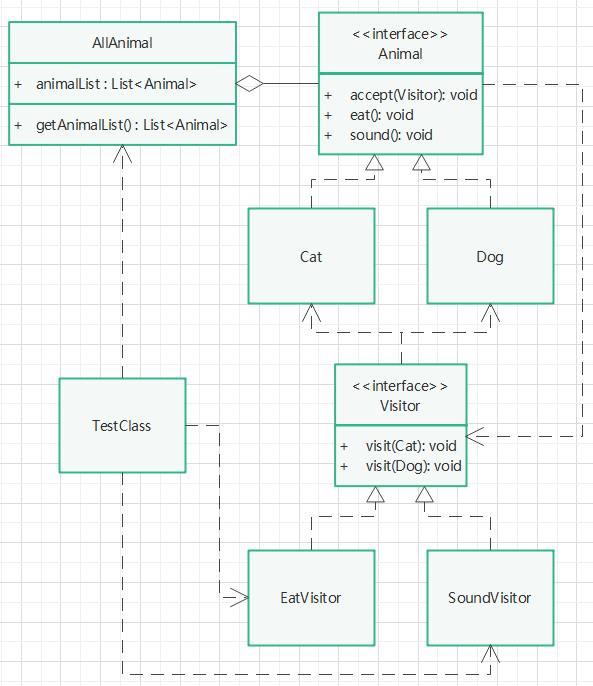 AllAnimal
+ animalList : List<Animal>
+ getAnimalList() : List<Animal>
<<interface>>
Animal
+ accept(Visitor): void
+ eat(): void
+ sound(): void
Cat
Dog
TestClass
<<interface>>
Visitor
+ visit(Cat): void
+ visit(Dog): void
EatVisitor
SoundVisitor